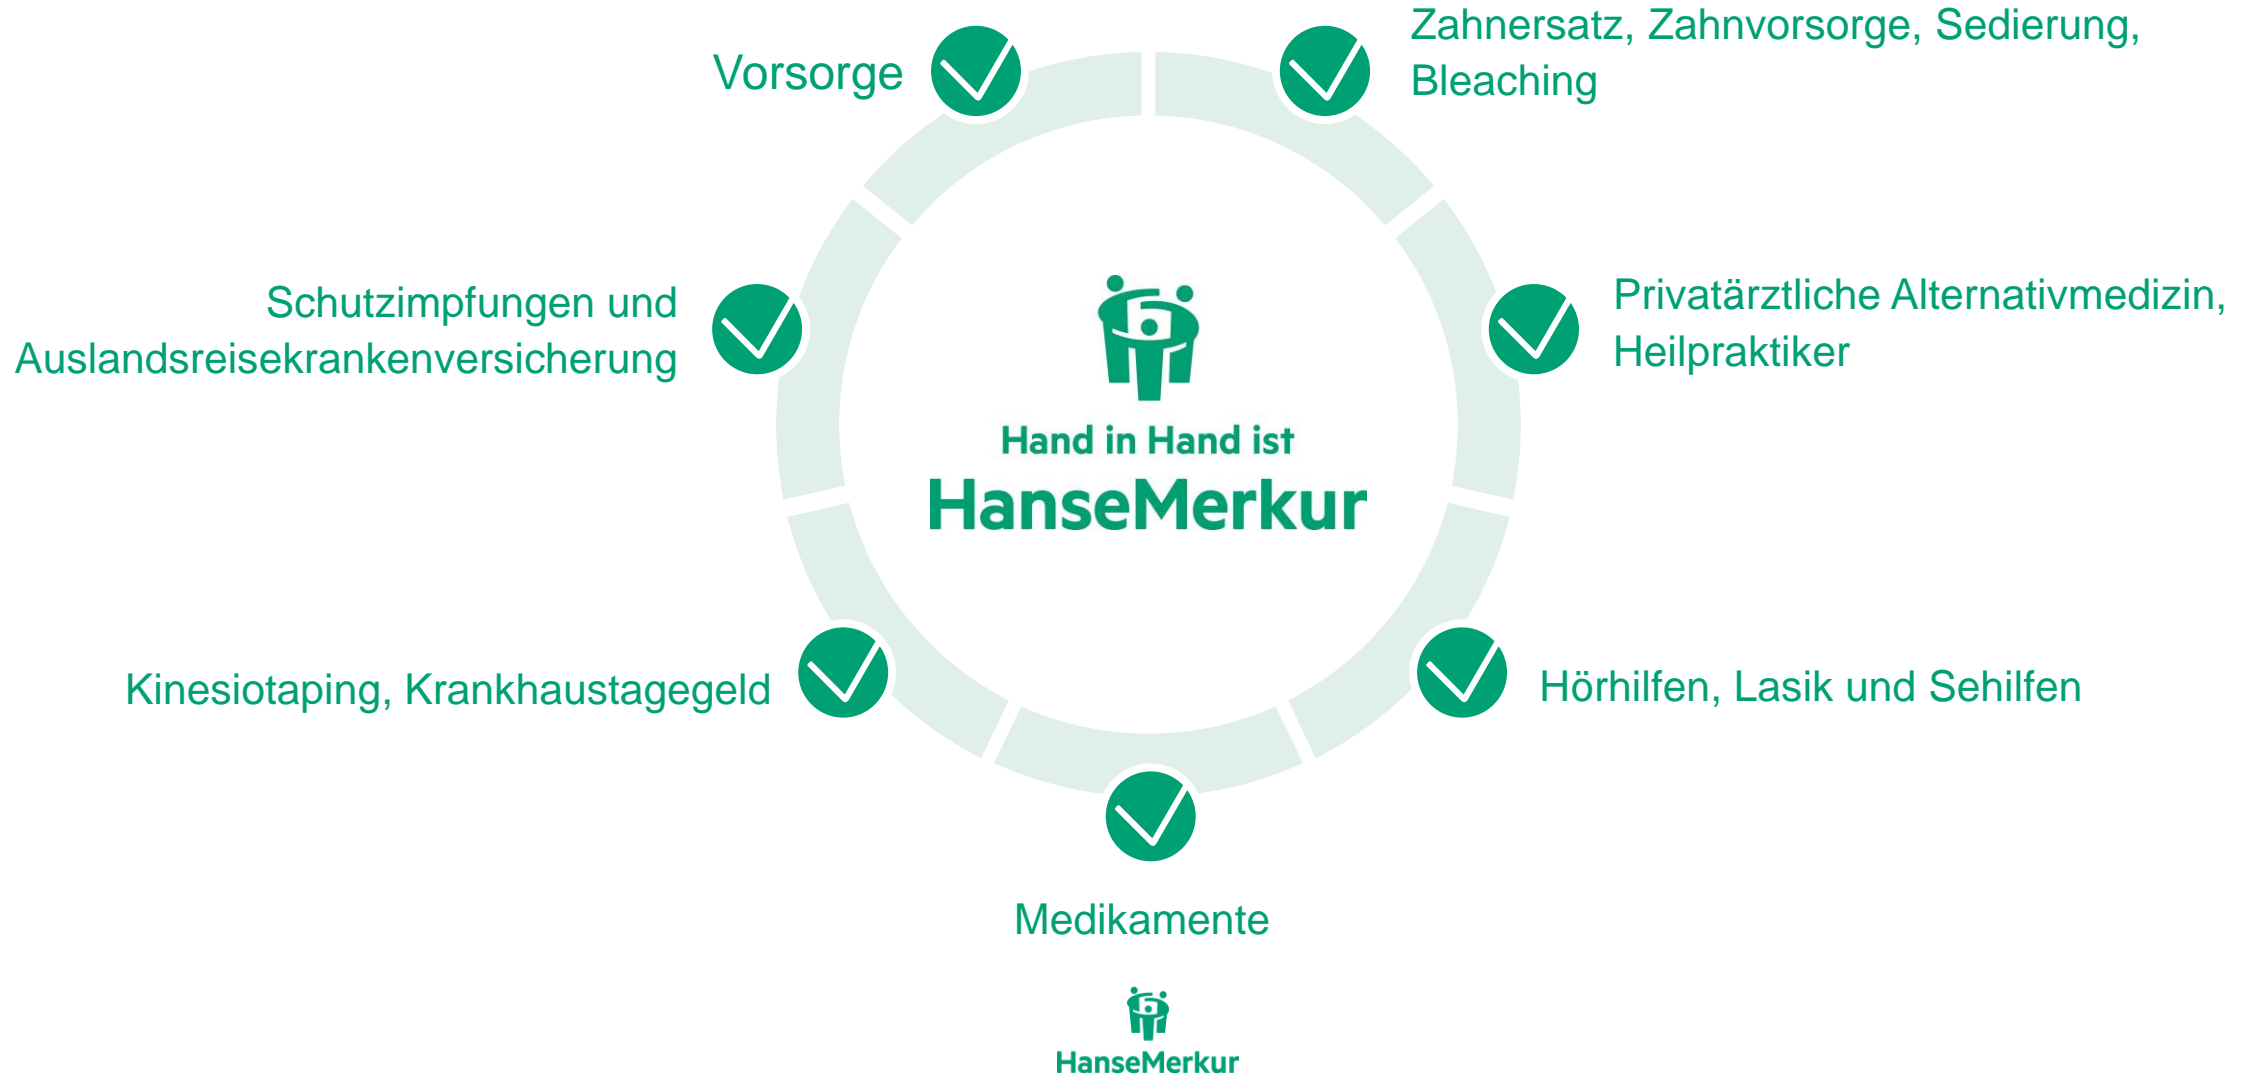 Vorsorge
Zahnersatz, Zahnvorsorge, Sedierung,
Bleaching
Schutzimpfungen und
Auslandsreisekrankenversicherung
Privatärztliche Alternativmedizin,
Heilpraktiker
Hand in Hand ist
HanseMerkur
Kinesiotaping, Krankhaustagegeld
Hörhilfen, Lasik und Sehilfen
Medikamente
HanseMerkur